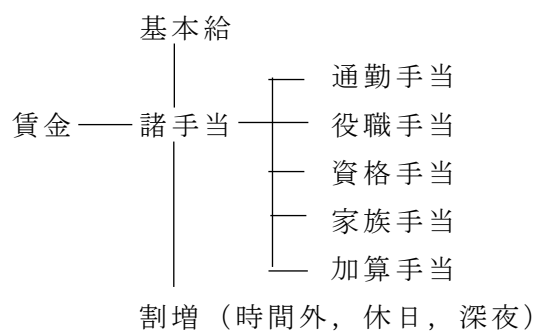 基本給
通勤手当
賃金 諸手当 役職手当
資格手当
家族手当
加算手当
割増（時間外，休日，深夜）